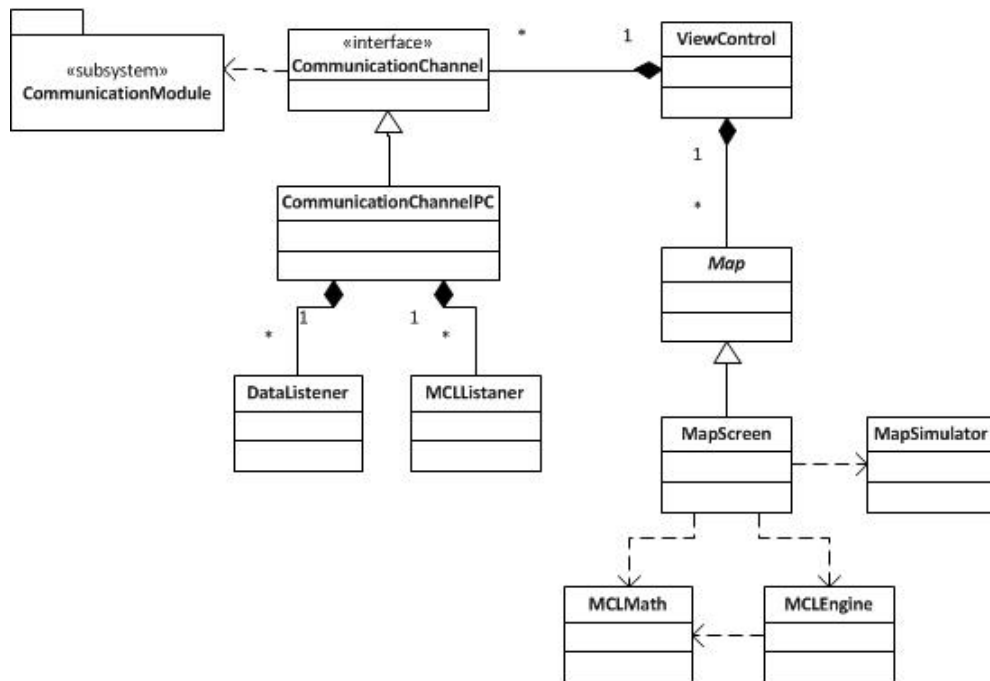 «subsystem»
CommunicationModule
«interface»
CommunicationChannel
*
1
ViewControl
1
*
CommunicationChannelPC
Map
1
*
1
*
DataListener
MCLListaner
MapScreen
MapSimulator
MCLMath
MCLEngine